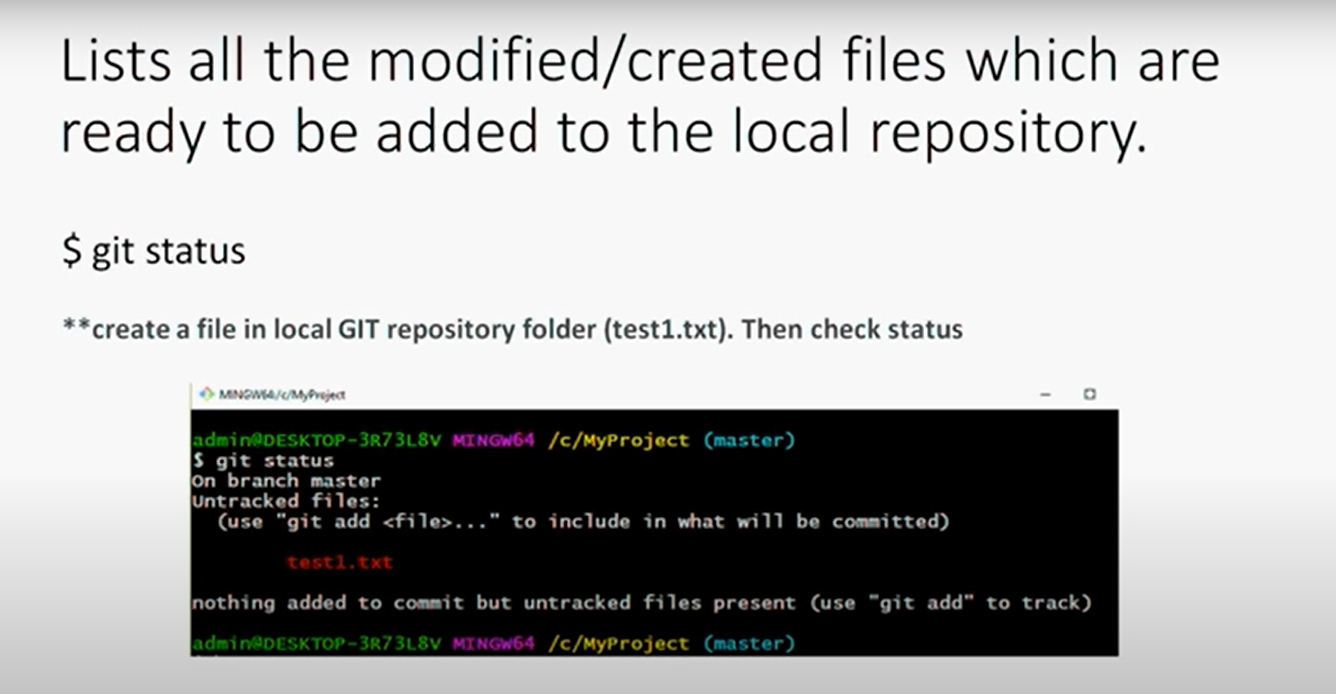 Lists all the modified/created files which are
ready to be added to the local repository.
$ git status
**create a file in local GIT repository folder (test1.txt). Then check status
MINGW64/c/MyProject
admin@DESKTOP-3R73L8V MINGW64 /c/MyProject (master)
$ git status
On branch master
Untracked files:
(use "git add <file>..." to include in what will be committed)
test1.txt
nothing added to commit but untracked files present (use "git add" to track)
admin@DESKTOP-3R73L8V MINGW64 /c/MyProject (master)